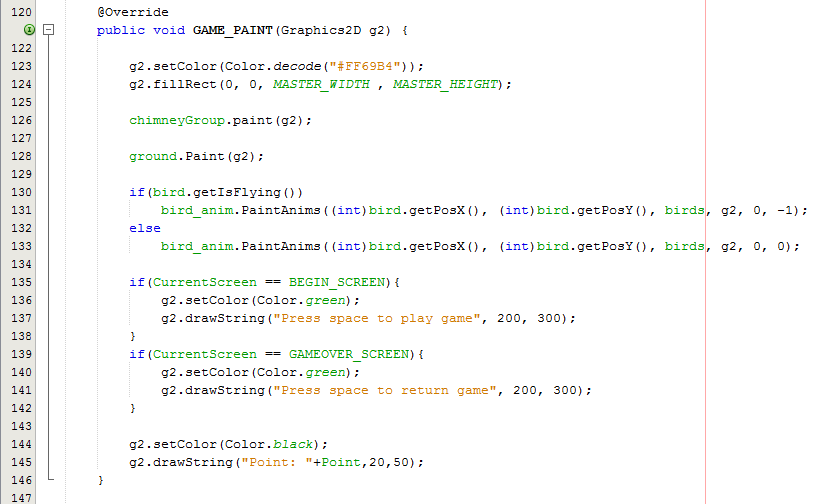 120 @Override
public void GAME_PAINT(Graphics2D g2) {
122
123 g2.setColor(Color.decode("#FF69B4"));
124 g2.fillRect(0, 0, MASTER_WIDTH , MASTER_HEIGHT);
125
126 chimneyGroup.paint(g2);
127
128 ground.Paint(g2);
129
130 if(bird.getIsFlying())
131 bird_anim.PaintAnims((int)bird.getPosX(), (int)bird.getPosY(), birds, g2, 0, -1);
132 else
133 bird_anim.PaintAnims((int)bird.getPosX(), (int)bird.getPosY(), birds, g2, 0, 0);
134
135 if(CurrentScreen == BEGIN_SCREEN){
136 g2.setColor(Color.green);
137 g2.drawString("Press space to play game", 200, 300);
138 }
139 if(CurrentScreen == GAMEOVER_SCREEN){
140 g2.setColor(Color.green);
141 g2.drawString("Press space to return game", 200, 300);
142 }
143
144 g2.setColor(Color.black);
145 g2.drawString("Point: "+Point,20,50);
146 }
147